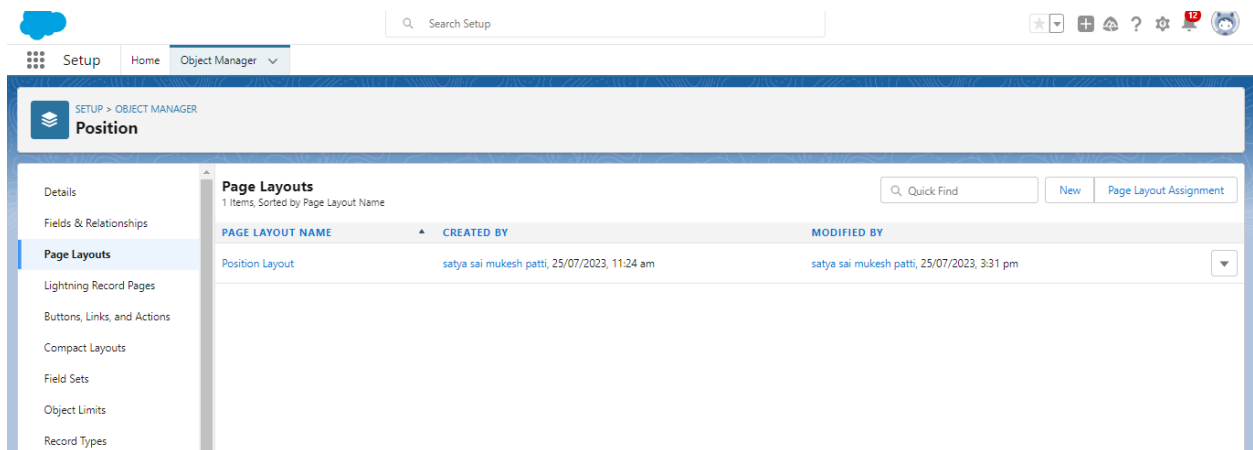 Search Setup
12
Setup Home Object Manager
SETUP > OBJECT MANAGER
Position
Details
Fields & Relationships
Page Layouts
Lightning Record Pages
Buttons, Links, and Actions
Compact Layouts
Field Sets
Object Limits
Record Types
Page Layouts
1 Items, Sorted by Page Layout Name
Quick Find New Page Layout Assignment
PAGE LAYOUT NAME CREATED BY MODIFIED BY
Position Layout satya sai mukesh patti, 25/07/2023, 11:24 am satya sai mukesh patti, 25/07/2023, 3:31 pm